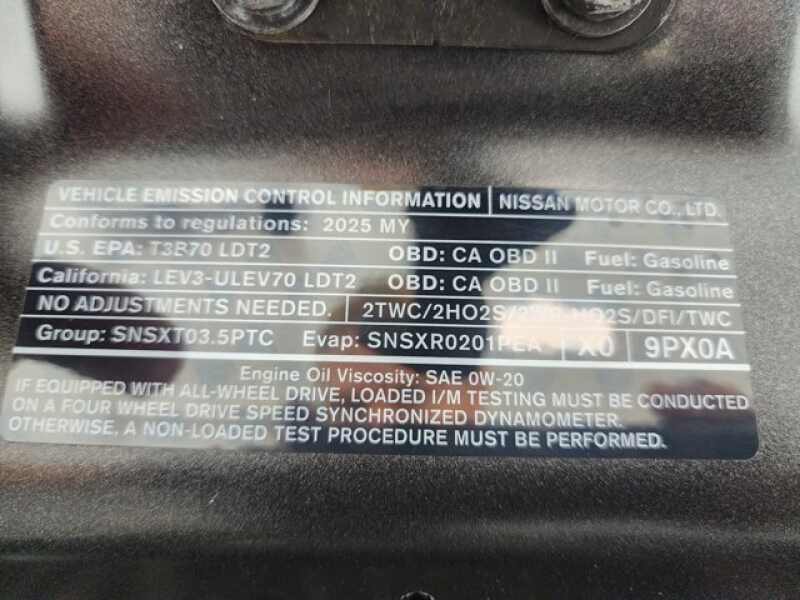 VEHICLE EMISSION CONTROL INFORMATION NISSAN MOTOR CO., LTD.
Conforms to regulations: 2025 MY
U.S. EPA: T3B70 LDT2 OBD: CA OBD II Fuel: Gasoline
California: LEV3-ULEV70 LDT2 OBD: CA OBD II Fuel: Gasoline
NO ADJUSTMENTS NEEDED. 2TWC/2HO2S/
Group: SNSXT03.5PTC Evap: SNSXR0201PEA X0 9PX0A
Engine Oil Viscosity: SAE 0W-20
IF EQUIPPED WITH ALL-WHEEL DRIVE, LOADED I/M TESTING MUST BE CONDUCTED
ON A FOUR WHEEL DRIVE SPEED SYNCHRONIZED DYNAMOMETER.
OTHERWISE, A NON-LOADED TEST PROCEDURE MUST BE PERFORMED.